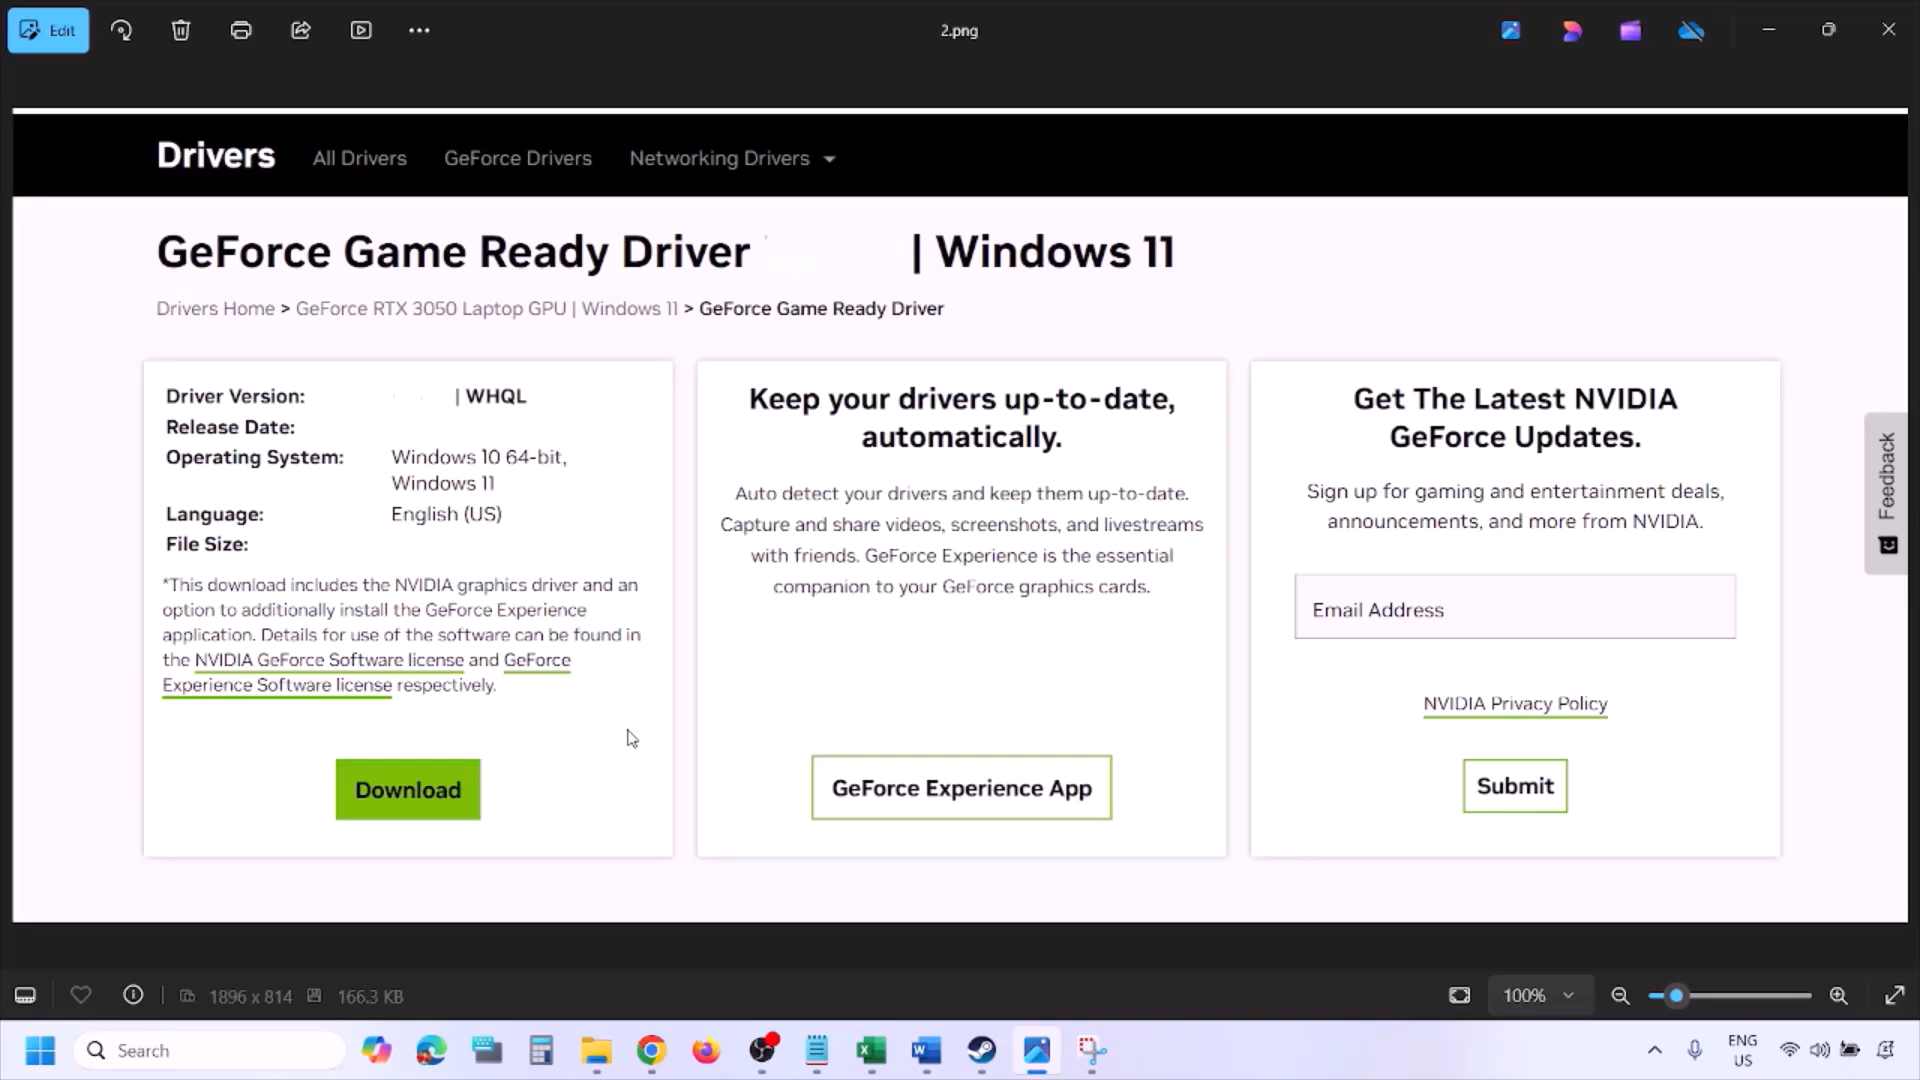 Edit
2.png
Drivers All Drivers GeForce Drivers Networking Drivers
GeForce Game Ready Driver | Windows 11
Drivers Home > GeForce RTX 3050 Laptop GPU | Windows 11 > GeForce Game Ready Driver
Driver Version: | WHQL
Release Date:
Operating System: Windows 10 64-bit,
Windows 11
Language: English (US)
File Size:
*This download includes the NVIDIA graphics driver and an
option to additionally install the GeForce Experience
application. Details for use of the software can be found in
the NVIDIA GeForce Software license and GeForce
Experience Software license respectively.
Download
Keep your drivers up-to-date,
automatically.
Auto detect your drivers and keep them up-to-date.
Capture and share videos, screenshots, and livestreams
with friends. GeForce Experience is the essential
companion to your GeForce graphics cards.
GeForce Experience App
Get The Latest NVIDIA
GeForce Updates.
Sign up for gaming and entertainment deals,
announcements, and more from NVIDIA.
Email Address
NVIDIA Privacy Policy
Submit
Feedback
1896 x 814 166.3 KB
100%
Search
ENG
US